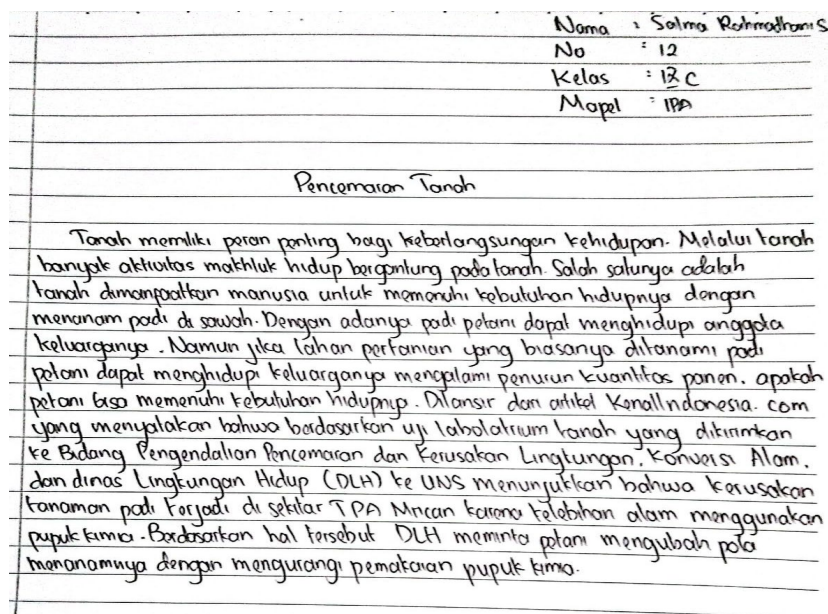 Nama : Salma Rahmadhani S
No : 12
Kelas : C
Mapel : IPA
Pencemaran Tanah
Tanah memiliki peran penting bagi keberlangsungan kehidupan. Melalui tanah
banyak aktivitas makhluk hidup bergantung pada tanah. Salah satunya adalah
tanah dimanpaatkan manusia untuk memenuhi kebutuhan hidupnya dengan
menanam padi di sawah. Dengan adanya padi petani dapat menghidupi anggota
keluarganya. Namun jika lahan pertanian yang biasanya ditanami padi
petani dapat menghidupi keluarganya mengalami penurun kuantitas panen. apakah
petani bisa memenuhi kebutuhan hidupnya. Dilansir dari artikel KanalIndonesia.com
yang menyatakan bahwa berdasarkan uji labolatrium tanah yang dikirimkan
ke Bidang Pengendalian Pencemaran dan Kerusakan Lingkungan, Konversi Alam,
dan dinas Lingkungan Hidup (DLH) ke UNS menunjukkan bahwa kerusakan
tanaman padi terjadi di sekitar TPA Mrican karena kelebihan alam menggunakan
pupuk kimia. Berdasarkan hal tersebut DLH meminta petani mengubah pola
menanamnya dengan mengurangi pemakaian pupuk kimia.